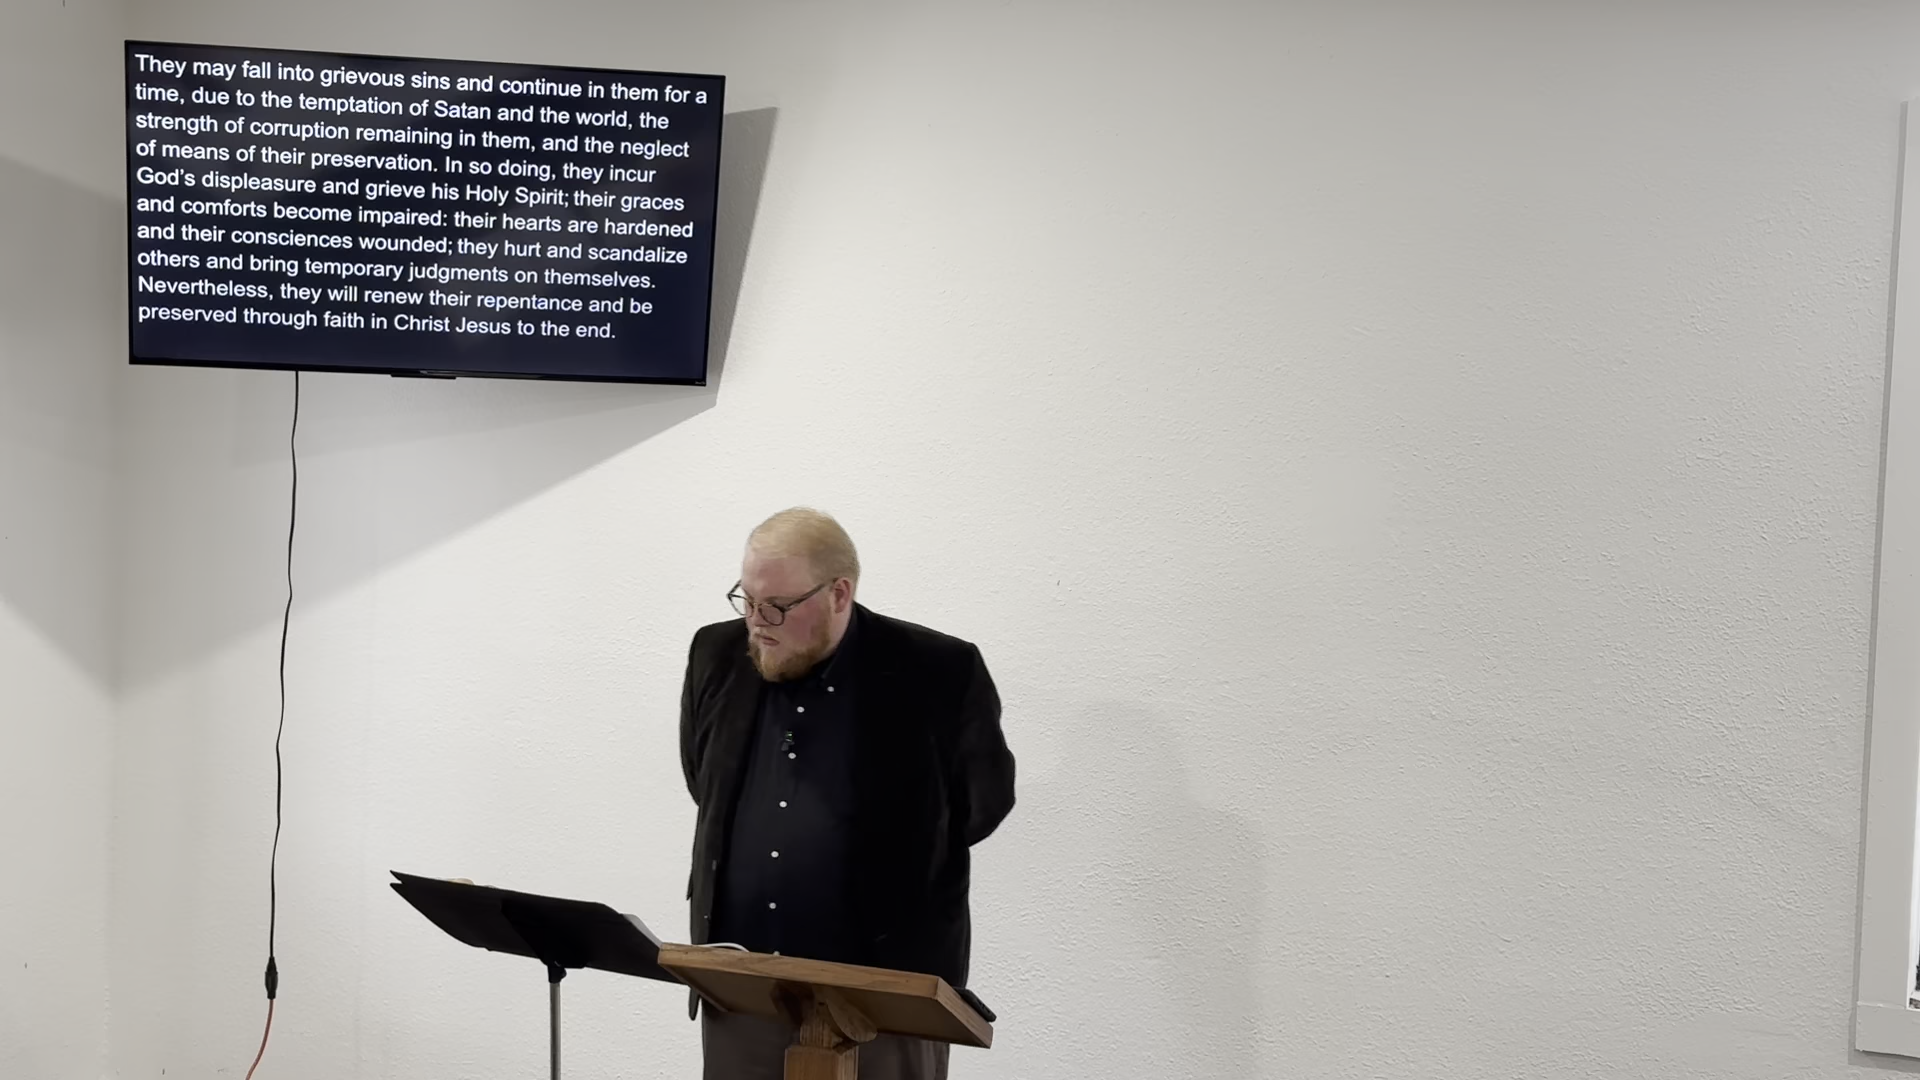 They may fall into grievous sins and continue in them for a
time, due to the temptation of Satan and the world, the
strength of corruption remaining in them, and the neglect
of means of their preservation. In so doing, they incur
God’s displeasure and grieve his Holy Spirit; their graces
and comforts become impaired: their hearts are hardened
and their consciences wounded; they hurt and scandalize
others and bring temporary judgments on themselves.
Nevertheless, they will renew their repentance and be
preserved through faith in Christ Jesus to the end.